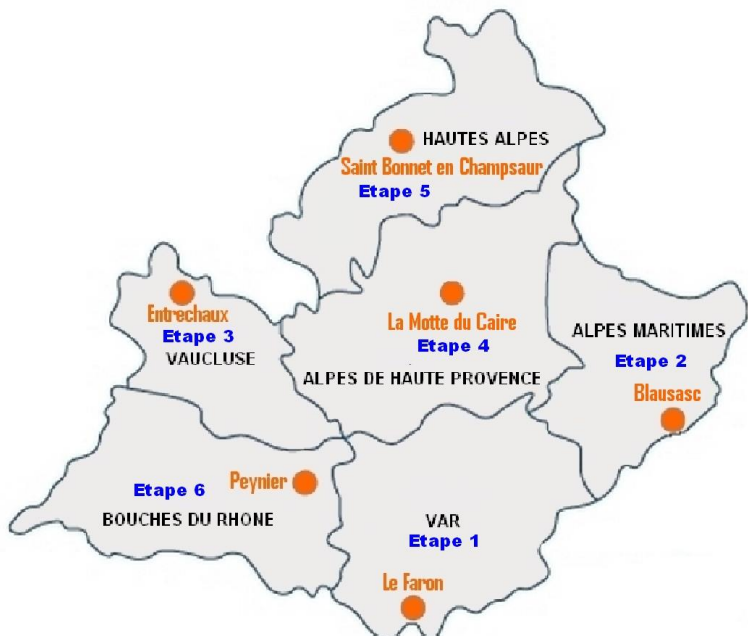 HAUTES ALPES
Saint Bonnet en Champsaur
Etape 5
Entrechaux
Etape 3
VAUCLUSE
La Motte du Caire
Etape 4
ALPES DE HAUTE PROVENCE
ALPES MARITIMES
Etape 2
Blausasc
Peynier
Etape 6
BOUCHES DU RHONE
VAR
Etape 1
Le Faron